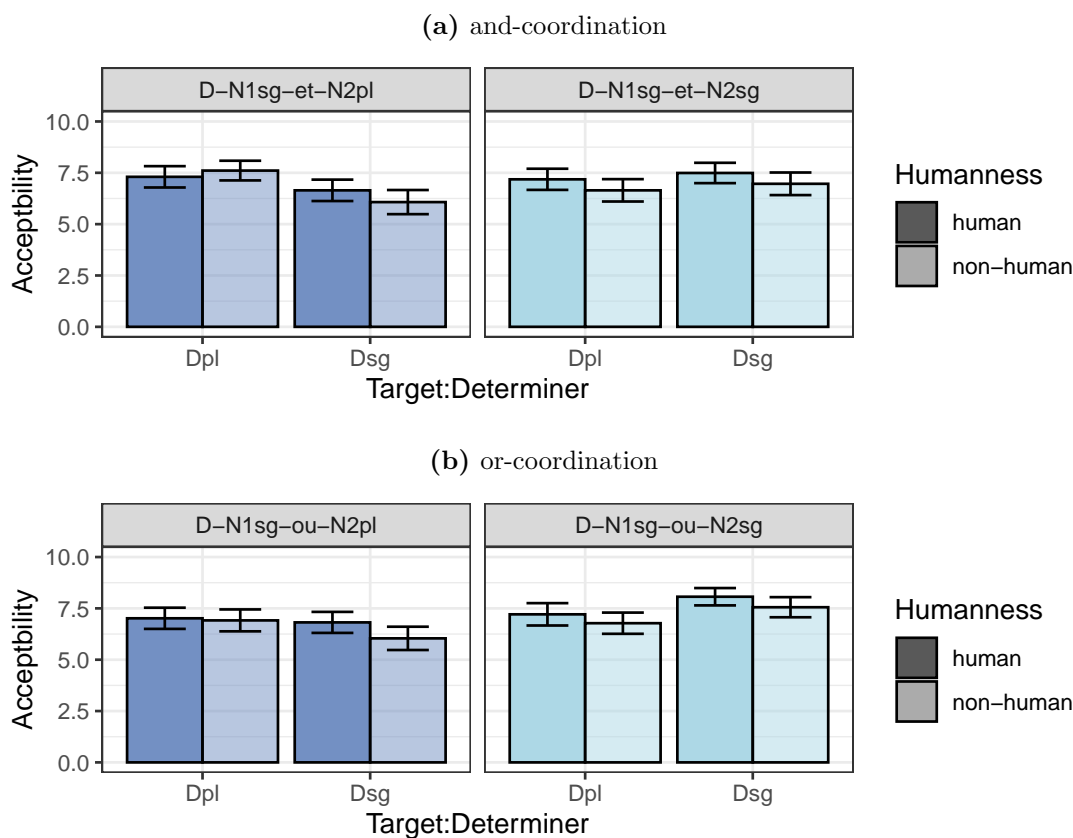 (a) and-coordination
D−N1sg−et−N2pl
D−N1sg−et−N2sg
10.0
7.5
5.0
2.5
0.0
Acceptbility
Dpl
Dsg
Dpl
Dsg
Target:Determiner
Humanness
human
non−human
(b) or-coordination
D−N1sg−ou−N2pl
D−N1sg−ou−N2sg
10.0
7.5
5.0
2.5
0.0
Acceptbility
Dpl
Dsg
Dpl
Dsg
Target:Determiner
Humanness
human
non−human